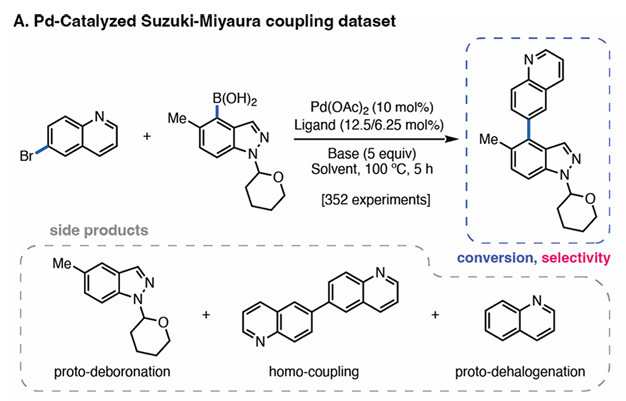 A. Pd-Catalyzed Suzuki-Miyaura coupling dataset
N
Br
+
B(OH)₂
Me
N
N
O
Pd(OAc)₂ (10 mol%)
Ligand (12.5/6.25 mol%)
Base (5 equiv)
Solvent, 100 ºC, 5 h
[352 experiments]
N
Me
N
N
O
conversion, selectivity
side products
Me
N
N
O
proto-deboronation
+
N
N
homo-coupling
+
N
proto-dehalogenation